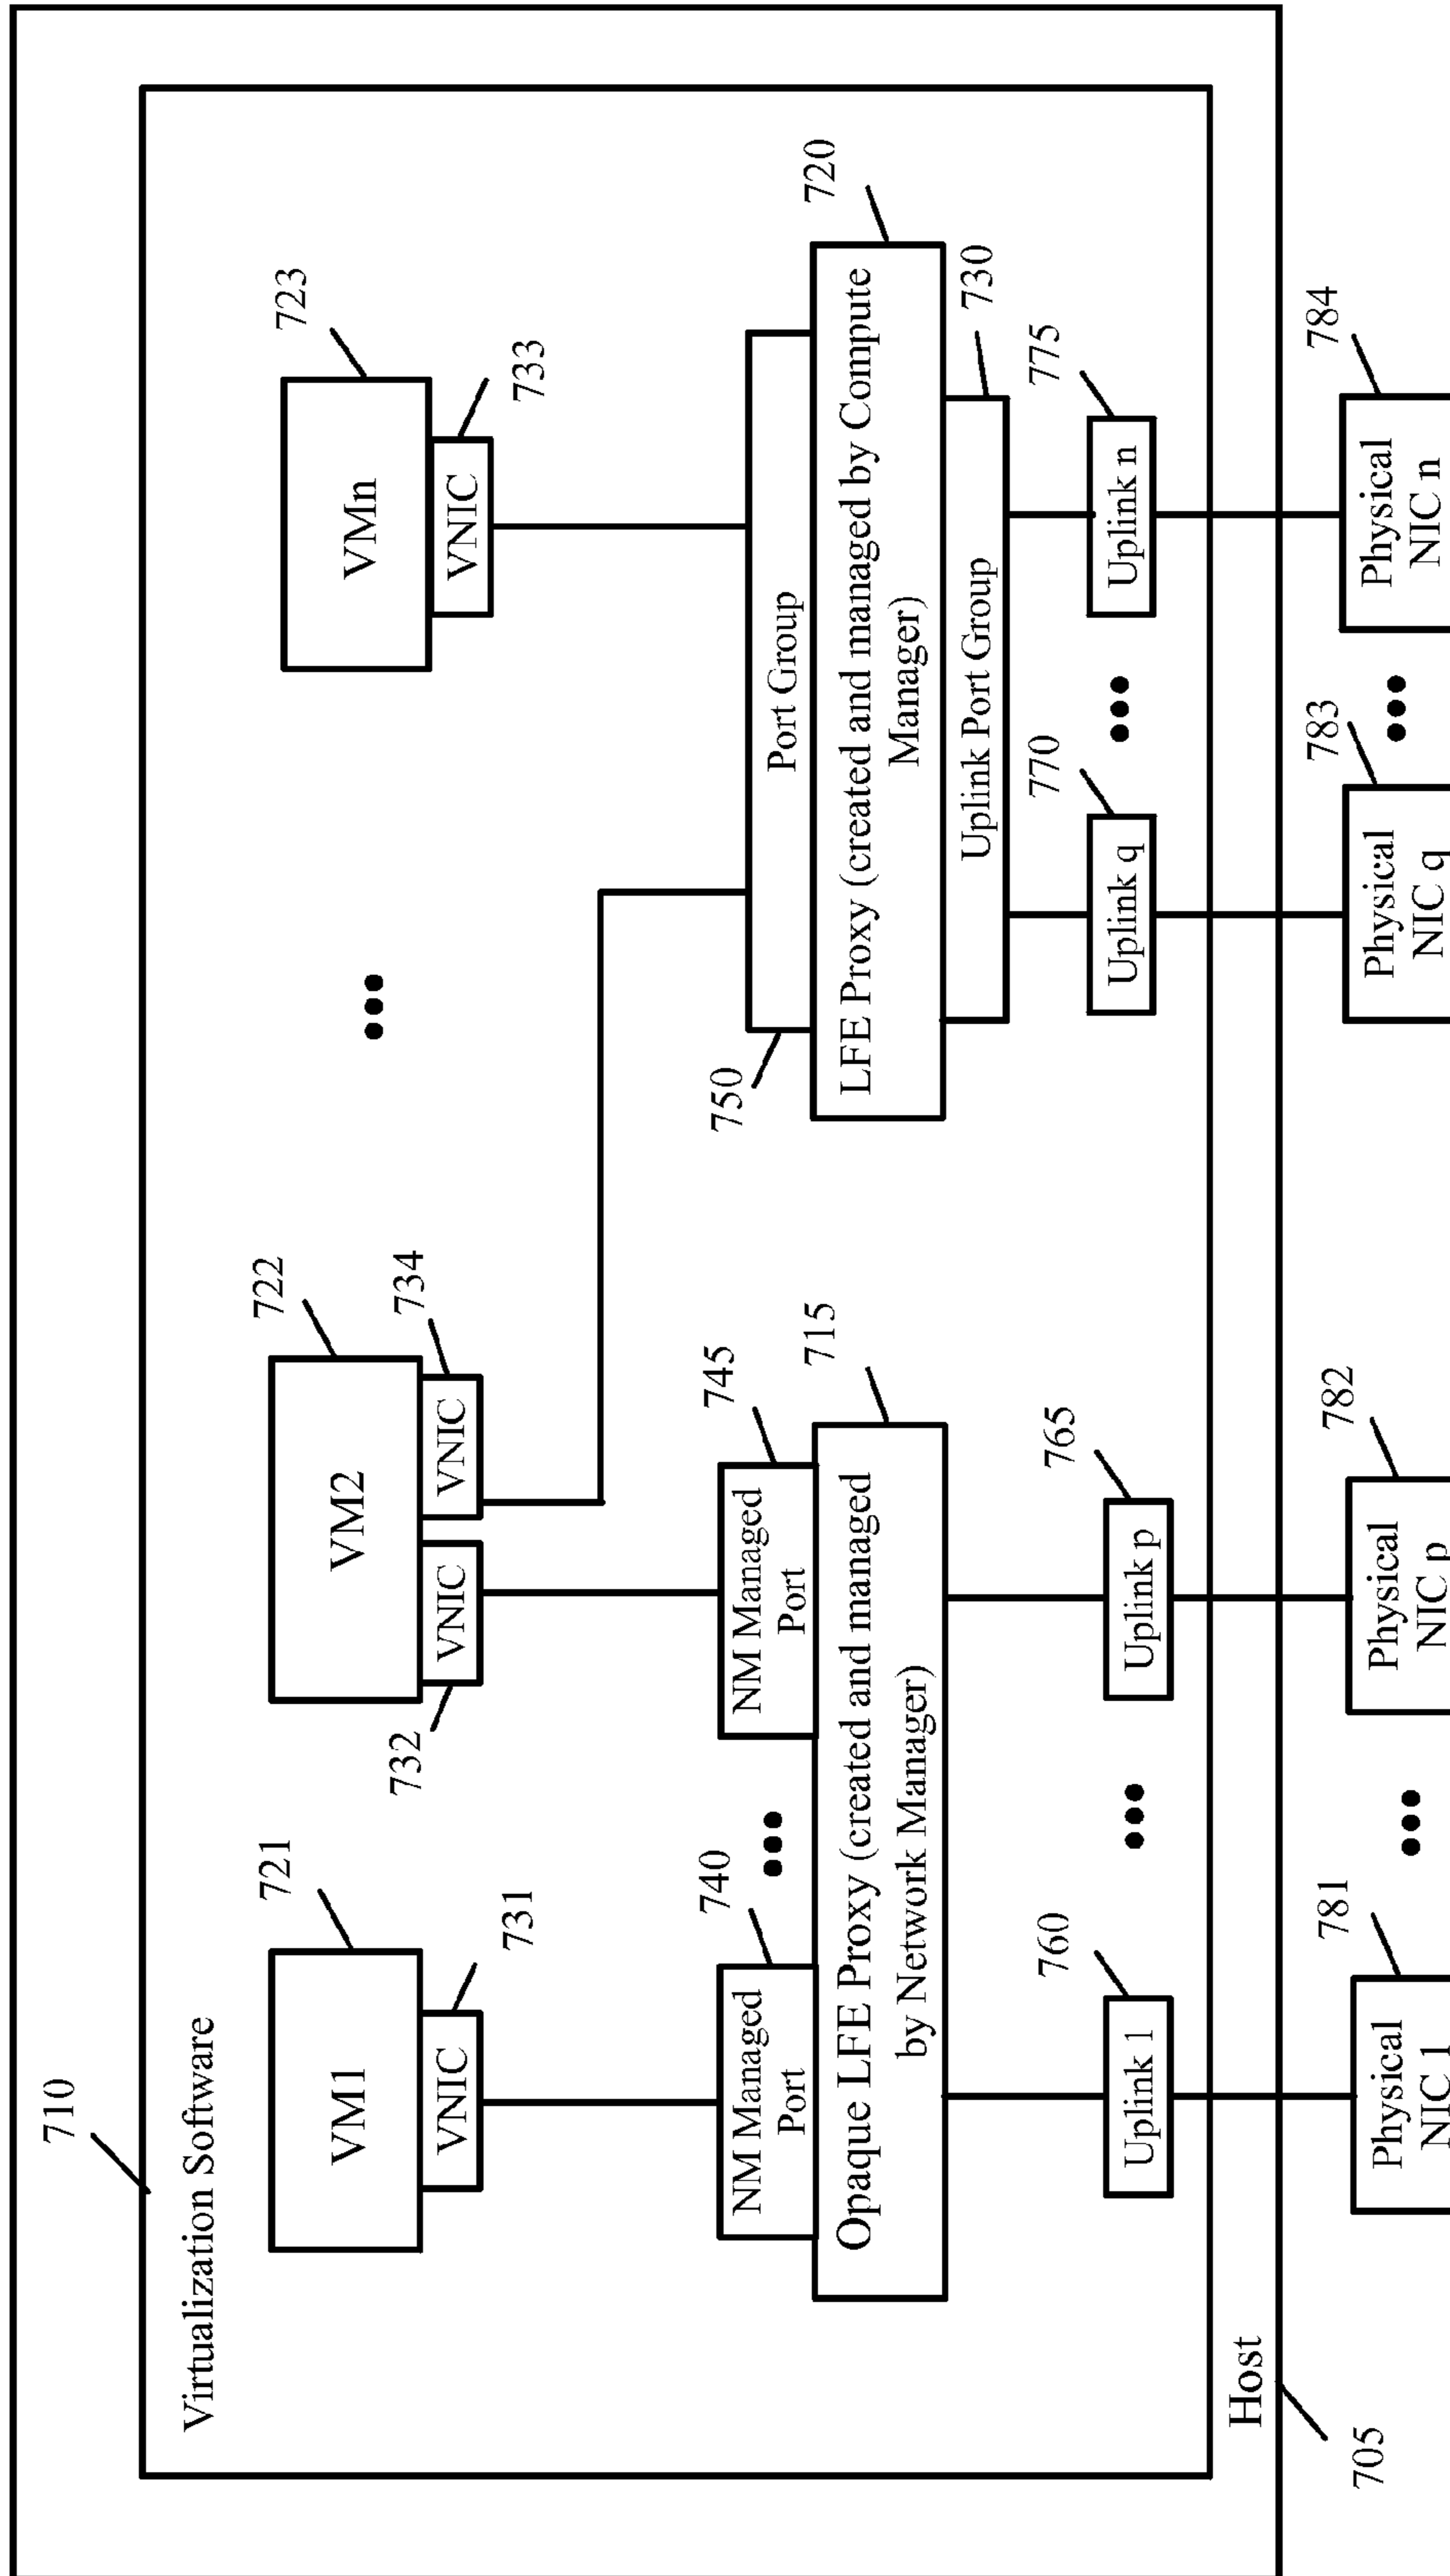 710
Virtualization Software
721
VM1
VNIC
731
722
VM2
VNIC
VNIC
732
734
723
VMn
VNIC
733
740
NM Managed
Port
745
NM Managed
Port
715
Opaque LFE Proxy (created and managed
by Network Manager)
750
Port Group
720
LFE Proxy (created and managed by Compute
Manager)
730
Uplink Port Group
760
Uplink 1
765
Uplink p
770
Uplink q
775
Uplink n
Host
705
781
Physical
NIC 1
782
Physical
NIC p
783
Physical
NIC q
784
Physical
NIC n